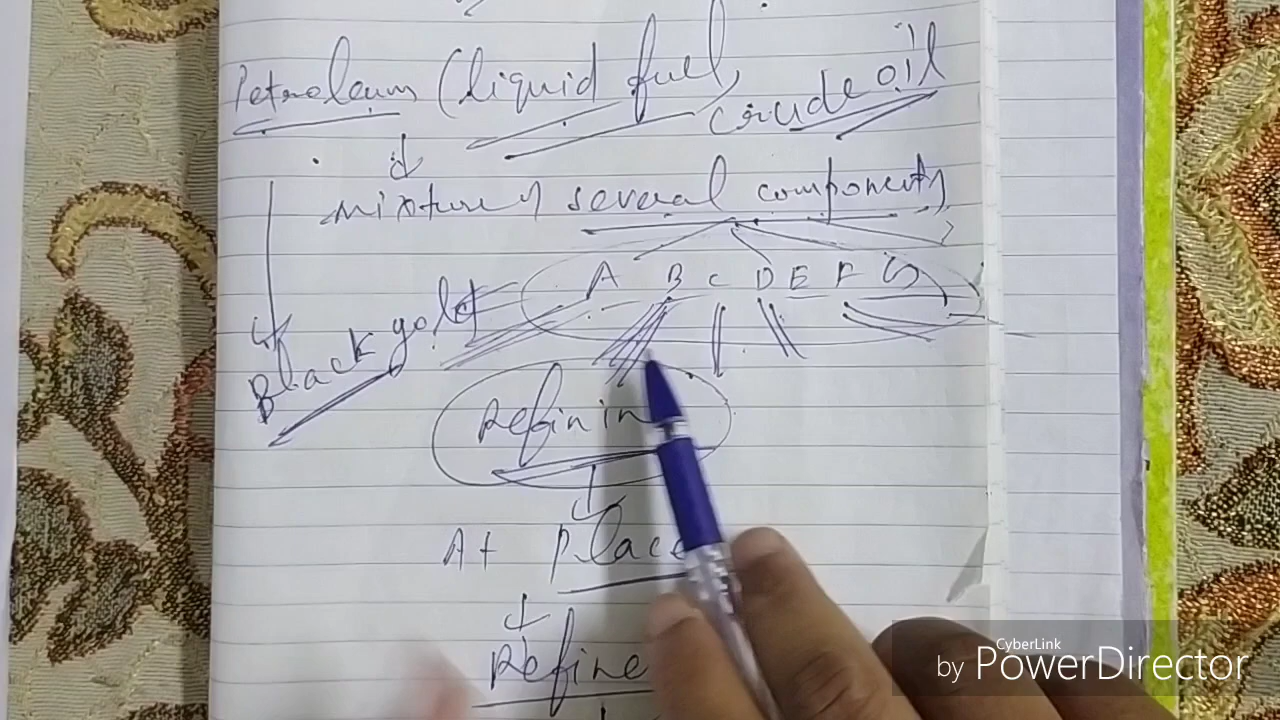 Petroleum (liquid fuel,
crude oil
mixture of several components
A B C D E F G
Black gold
Refinin
At place
Refine
CyberLink
by PowerDirector